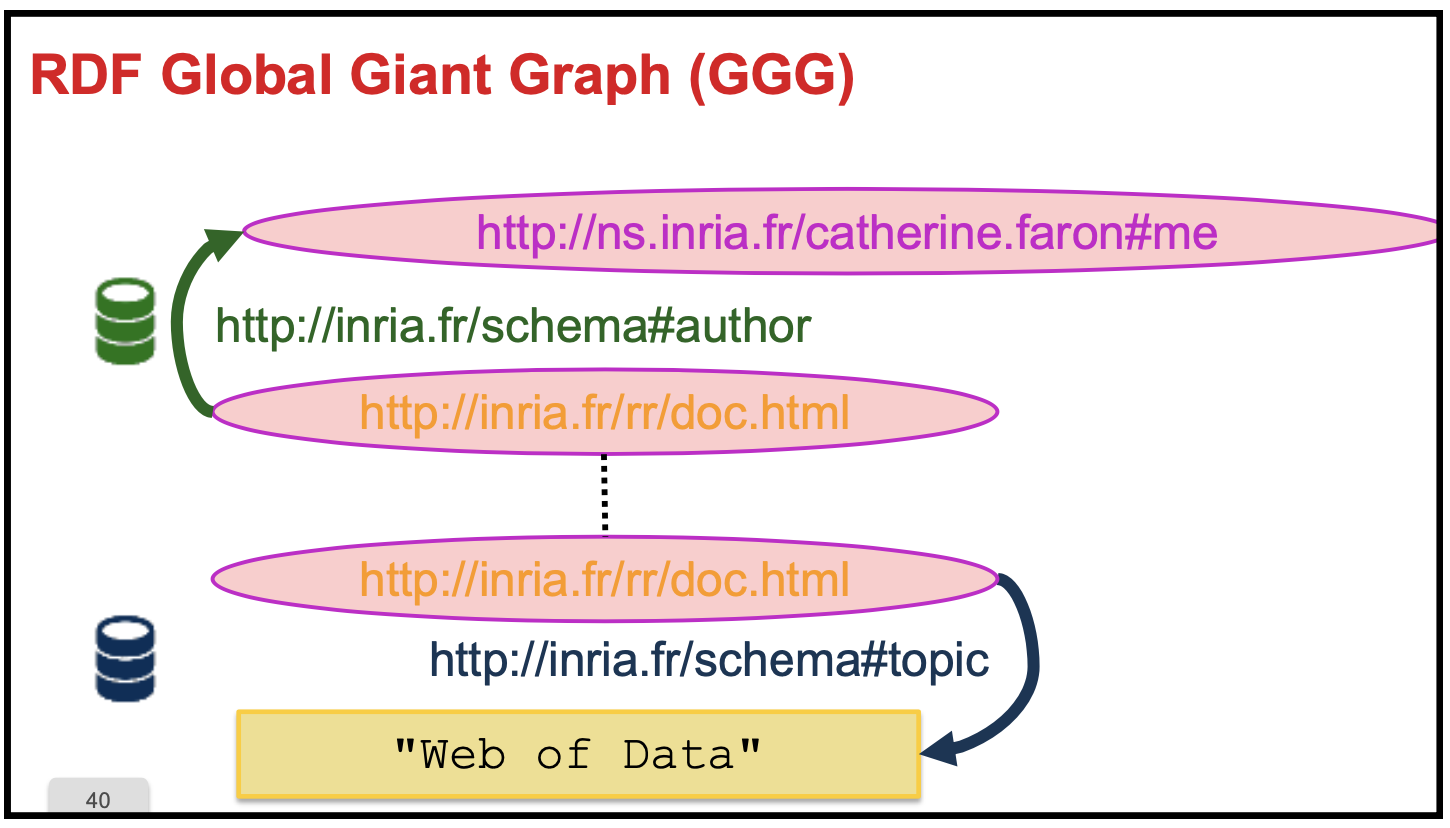 RDF Global Giant Graph (GGG)
http://ns.inria.fr/catherine.faron#me
http://inria.fr/schema#author
http://inria.fr/rr/doc.html
http://inria.fr/rr/doc.html
http://inria.fr/schema#topic
"Web of Data"
40